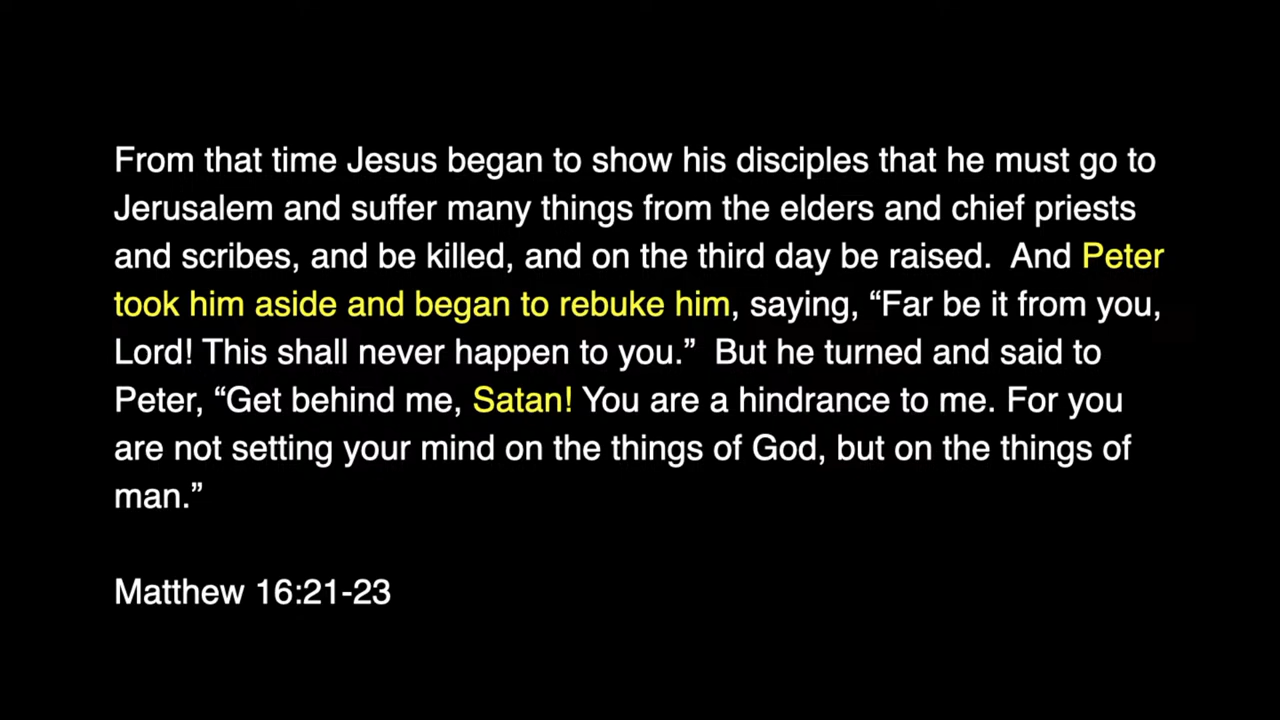 From that time Jesus began to show his disciples that he must go to
Jerusalem and suffer many things from the elders and chief priests
and scribes, and be killed, and on the third day be raised.  And Peter
took him aside and began to rebuke him, saying, “Far be it from you,
Lord! This shall never happen to you.”  But he turned and said to
Peter, “Get behind me, Satan! You are a hindrance to me. For you
are not setting your mind on the things of God, but on the things of
man.”
Matthew 16:21-23